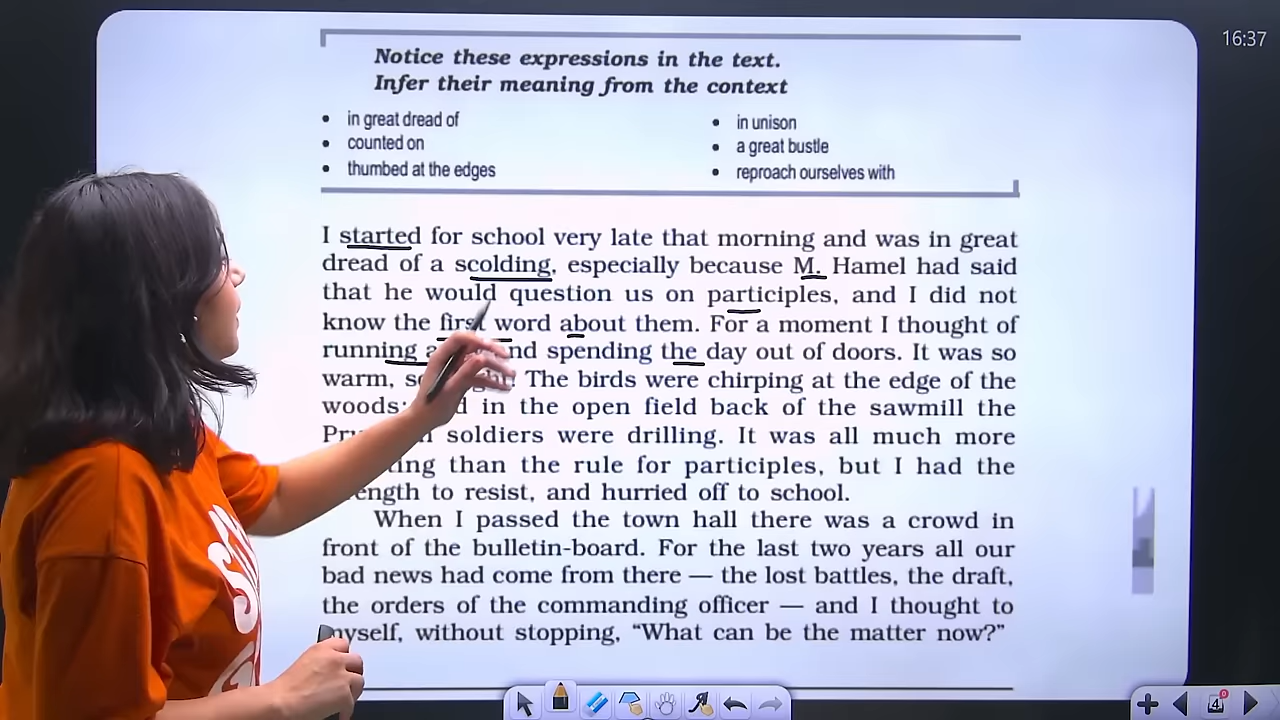 16:37
Notice these expressions in the text.
Infer their meaning from the context
• in great dread of
• counted on
• thumbed at the edges
• in unison
• a great bustle
• reproach ourselves with
I started for school very late that morning and was in great
dread of a scolding, especially because M. Hamel had said
that he would question us on participles, and I did not
know the first word about them. For a moment I thought of
running and spending the day out of doors. It was so
warm, The birds were chirping at the edge of the
woods; in the open field back of the sawmill the
soldiers were drilling. It was all much more
than the rule for participles, but I had the
to resist, and hurried off to school.
When I passed the town hall there was a crowd in
front of the bulletin-board. For the last two years all our
bad news had come from there — the lost battles, the draft,
the orders of the commanding officer — and I thought to
myself, without stopping, “What can be the matter now?”
4